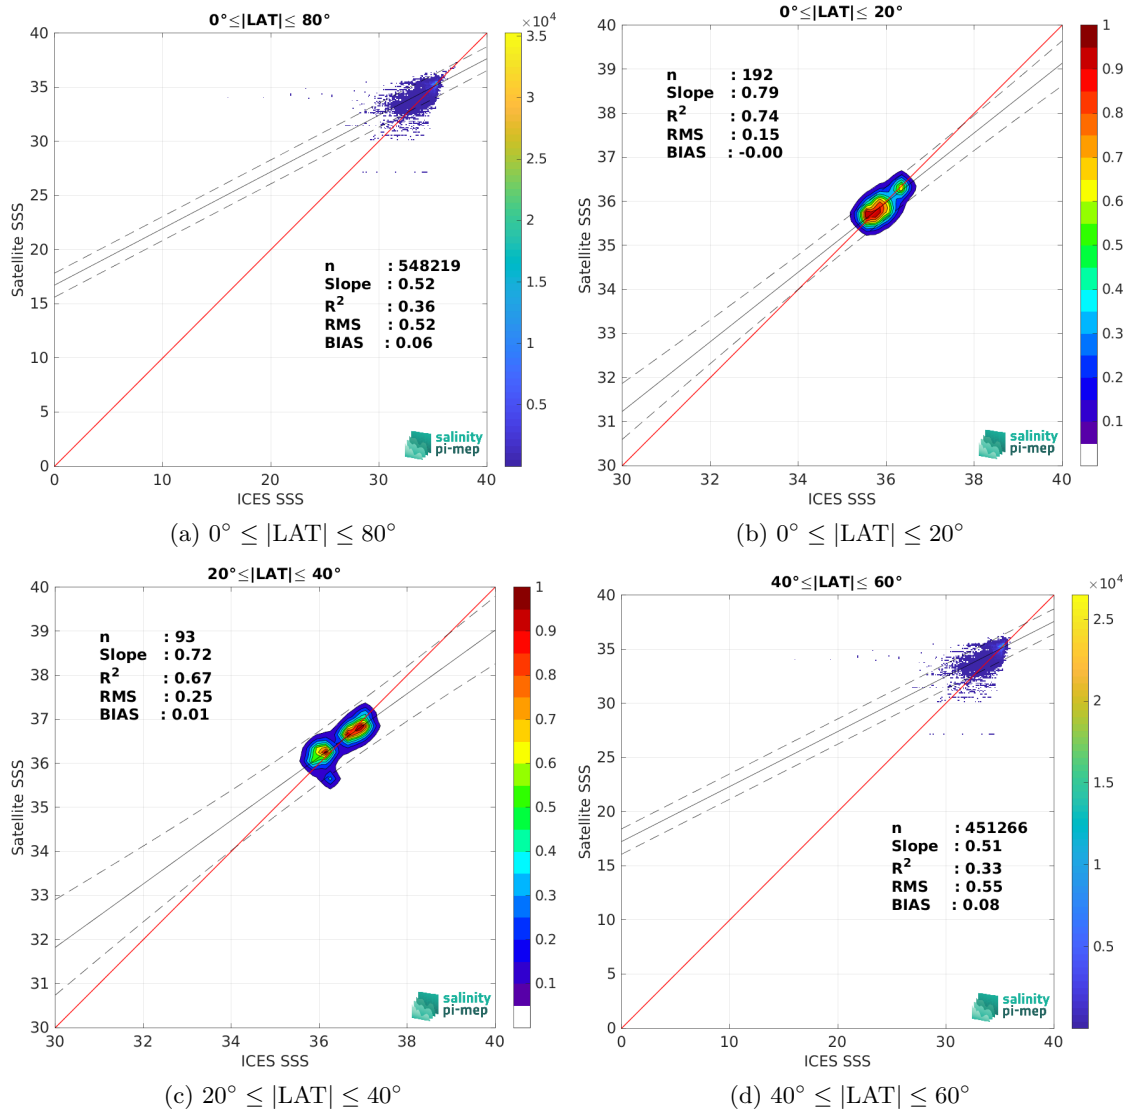 0°≤|LAT|≤ 80°
×10⁴
40
35
30
25
20
15
10
5
0
Satellite SSS
0
10
20
30
40
ICES SSS
n : 548219
Slope : 0.52
R² : 0.36
RMS : 0.52
BIAS : 0.06
salinity
pi-mep
3.5
3
2.5
2
1.5
1
0.5
(a) 0° ≤ |LAT| ≤ 80°
0°≤|LAT|≤ 20°
40
39
38
37
36
35
34
33
32
31
30
Satellite SSS
30
32
34
36
38
40
ICES SSS
n : 192
Slope : 0.79
R² : 0.74
RMS : 0.15
BIAS : -0.00
salinity
pi-mep
1
0.9
0.8
0.7
0.6
0.5
0.4
0.3
0.2
0.1
(b) 0° ≤ |LAT| ≤ 20°
20°≤|LAT|≤ 40°
40
39
38
37
36
35
34
33
32
31
30
Satellite SSS
30
32
34
36
38
40
ICES SSS
n : 93
Slope : 0.72
R² : 0.67
RMS : 0.25
BIAS : 0.01
salinity
pi-mep
1
0.9
0.8
0.7
0.6
0.5
0.4
0.3
0.2
0.1
(c) 20° ≤ |LAT| ≤ 40°
40°≤|LAT|≤ 60°
×10⁴
40
35
30
25
20
15
10
5
0
Satellite SSS
0
10
20
30
40
ICES SSS
n : 451266
Slope : 0.51
R² : 0.33
RMS : 0.55
BIAS : 0.08
salinity
pi-mep
2.5
2
1.5
1
0.5
(d) 40° ≤ |LAT| ≤ 60°